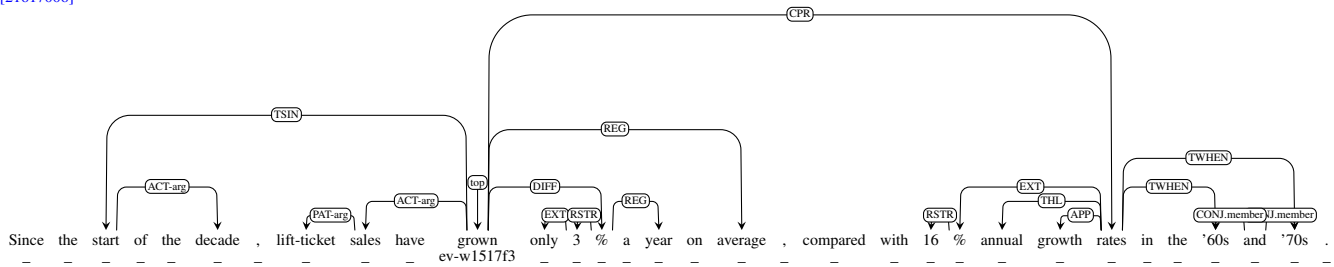 CPR
TSIN
REG
TWHEN
ACT-arg top DIFF EXT TWHEN
PAT-arg ACT-arg REG THL
EXT RSTR RSTR APP CONJ.member
Since the start of the decade , lift-ticket sales have grown only 3 % a year on average , compared with 16 % annual growth rates in the ’60s and ’70s .
_ _ _ _ _ _ _ _ _ _ ev-w1517f3 _ _ _ _ _ _ _ _ _ _ _ _ _ _ _ _ _ _ _ _ _